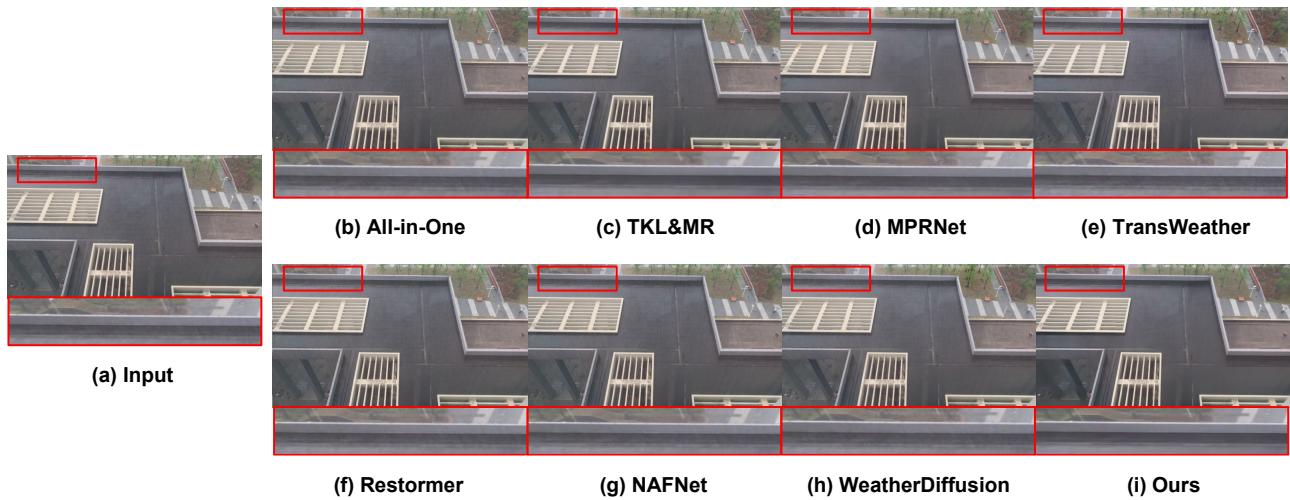 (b) All-in-One
(c) TKL&MR
(d) MPRNet
(e) TransWeather
(a) Input
(f) Restormer
(g) NAFNet
(h) WeatherDiffusion
(i) Ours